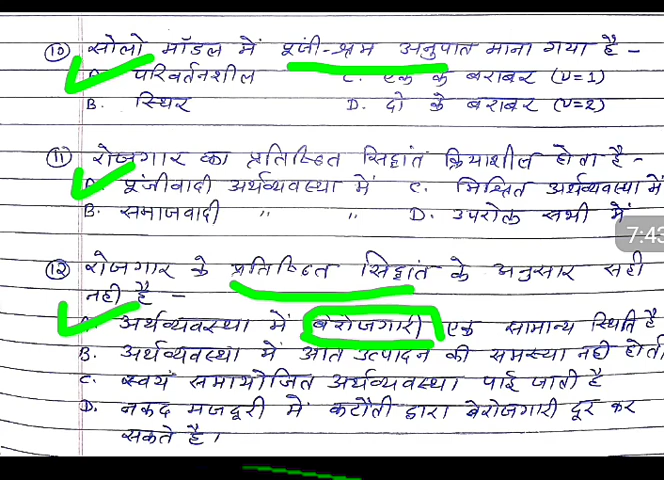 ⑩ सोलो मॉडल में पूंजी-श्रम अनुपात माना गया है -
A. परिवर्तनशील C. एक के बराबर (v=1)
B. स्थिर D. दो के बराबर (v=2)
⑪ रोजगार का प्रतिष्ठित सिद्धांत क्रियाशील होता है -
A. पूंजीवादी अर्थव्यवस्था में C. मिश्रित अर्थव्यवस्था में
B. समाजवादी " " D. उपरोक्त सभी में
7:43
⑫ रोजगार के प्रतिष्ठित सिद्धांत के अनुसार सही
नही है -
A. अर्थव्यवस्था में बेरोजगारी एक सामान्य स्थिति है
B. अर्थव्यवस्था में अति उत्पादन की समस्या नही होती
C. स्वयं समायोजित अर्थव्यवस्था पाई जाती है
D. नकद मजदूरी में कटौती द्वारा बेरोजगारी दूर कर
सकते है।